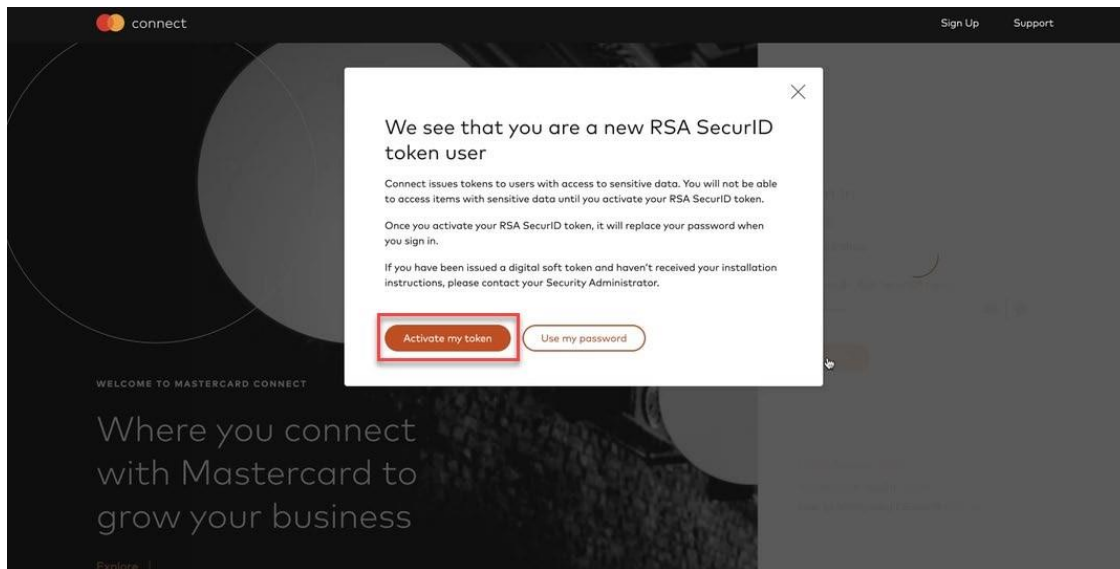 connect
Sign Up
Support
We see that you are a new RSA SecurID
token user
Connect issues tokens to users with access to sensitive data. You will not be able
to access items with sensitive data until you activate your RSA SecurID token.
Once you activate your RSA SecurID token, it will replace your password when
you sign in.
If you have been issued a digital soft token and haven't received your installation
instructions, please contact your Security Administrator.
Activate my token
Use my password
WELCOME TO MASTERCARD CONNECT
Where you connect
with Mastercard to
grow your business
Explore